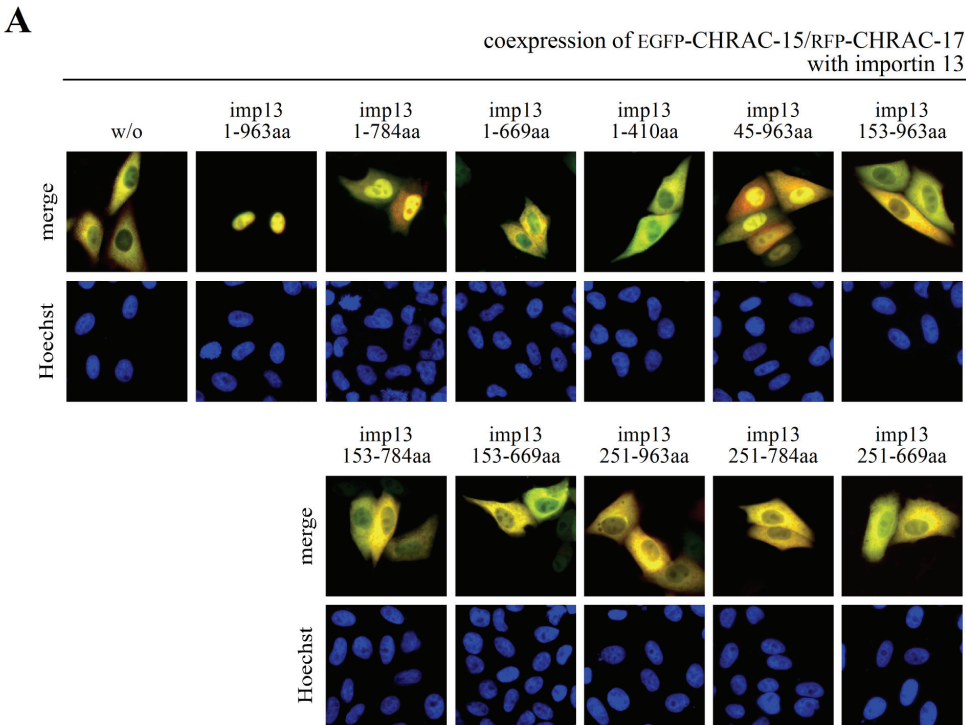 A
coexpression of EGFP-CHRAC-15/RFP-CHRAC-17
with importin 13
w/o
imp13
1-963aa
imp13
1-784aa
imp13
1-669aa
imp13
1-410aa
imp13
45-963aa
imp13
153-963aa
merge
Hoechst
imp13
153-784aa
imp13
153-669aa
imp13
251-963aa
imp13
251-784aa
imp13
251-669aa
merge
Hoechst